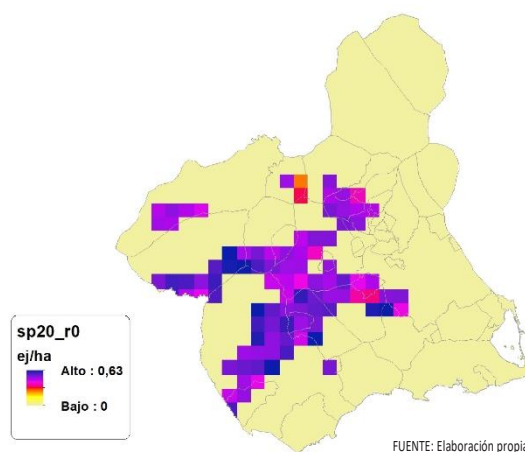 sp20_r0
ej/ha
Alto : 0,63
Bajo : 0
FUENTE: Elaboración propia